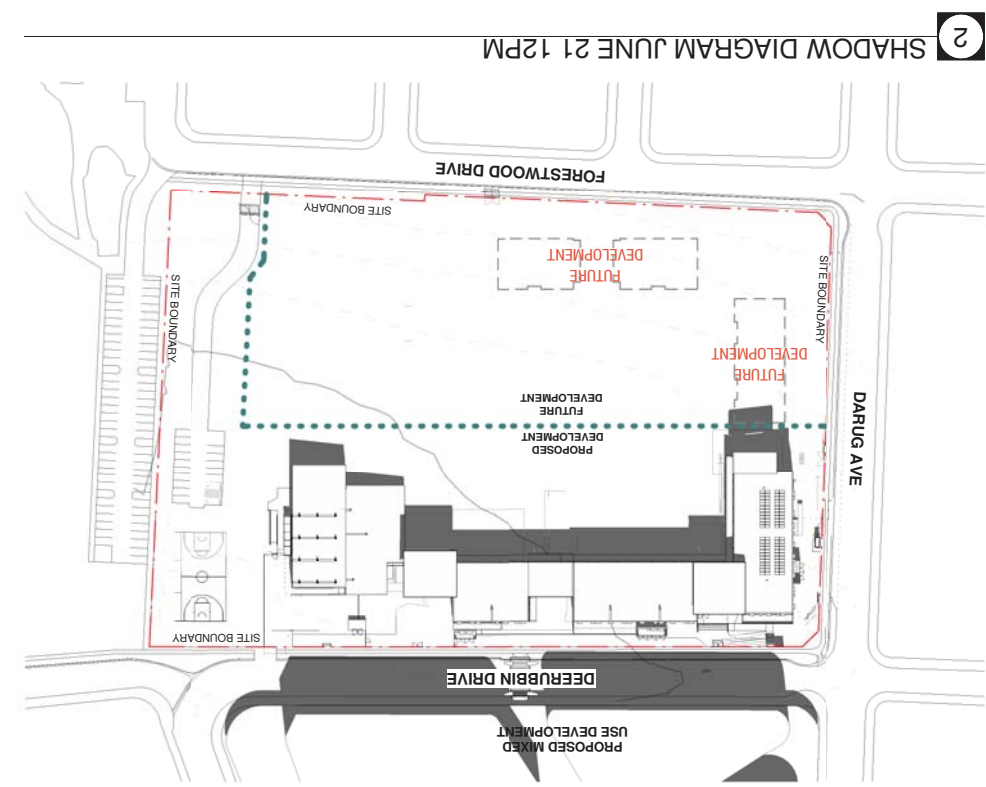 PROPOSED MIXED
USE DEVELOPMENT
DEERUBBIN DRIVE
SITE BOUNDARY
PROPOSED
DEVELOPMENT
FUTURE
DEVELOPMENT
DARUG AVE
FUTURE
DEVELOPMENT
SITE BOUNDARY
SITE BOUNDARY
FUTURE
DEVELOPMENT
SITE BOUNDARY
FORESTWOOD DRIVE
2
SHADOW DIAGRAM JUNE 21 12PM